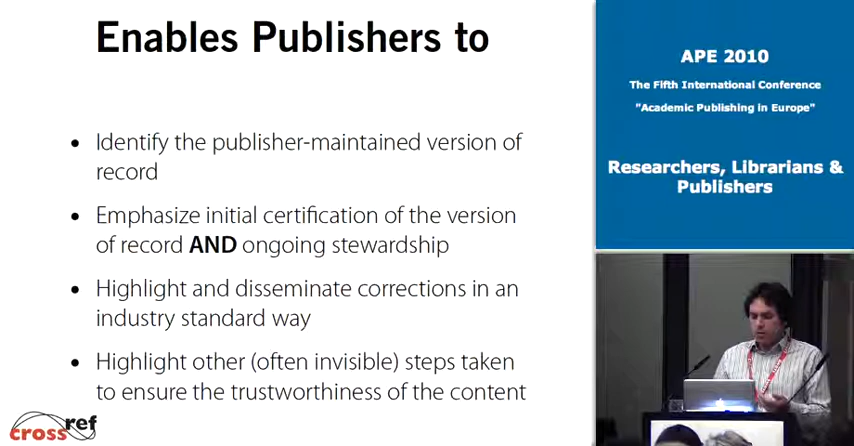 Enables Publishers to
• Identify the publisher-maintained version of
record
• Emphasize initial certification of the version
of record AND ongoing stewardship
• Highlight and disseminate corrections in an
industry standard way
• Highlight other (often invisible) steps taken
to ensure the trustworthiness of the content
crossref
APE 2010
The Fifth International Conference
"Academic Publishing in Europe"
Researchers, Librarians &
Publishers